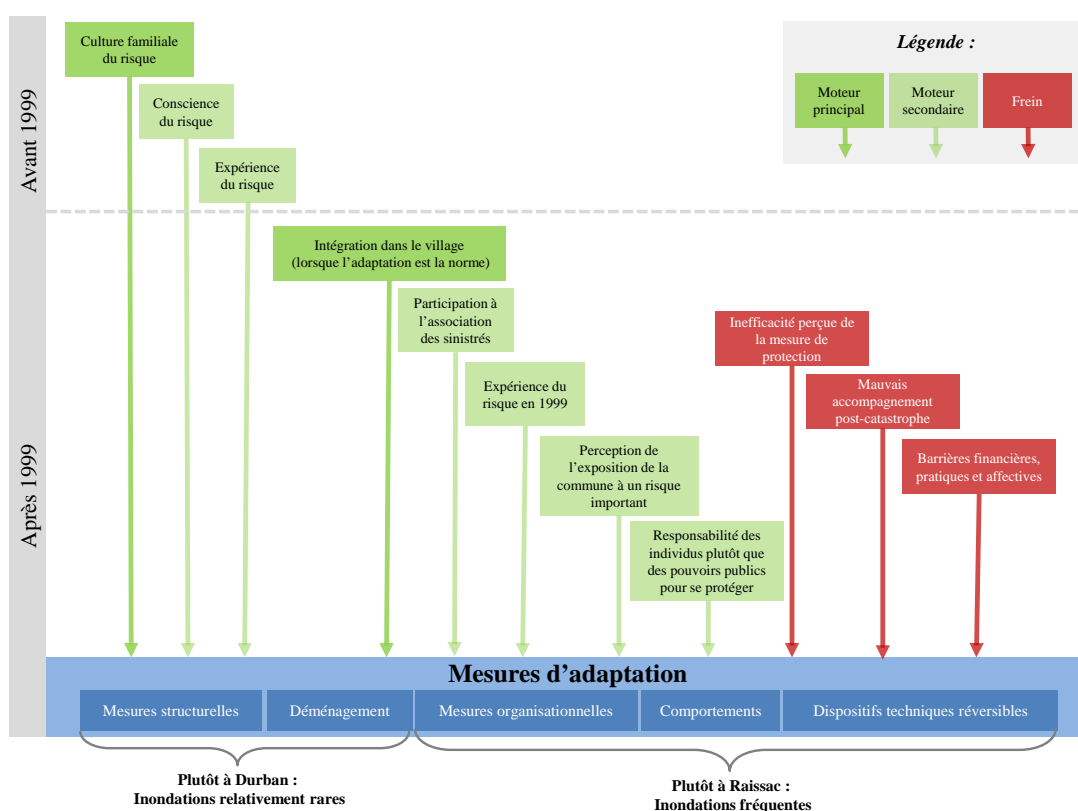 Avant 1999
Après 1999
Culture familiale
du risque
Conscience
du risque
Expérience
du risque
Légende :
Moteur
principal
Moteur
secondaire
Frein
Intégration dans le village
(lorsque l’adaptation est la norme)
Participation à
l’association
des sinistrés
Expérience du
risque en 1999
Perception de
l’exposition de la
commune à un risque
important
Responsabilité des
individus plutôt que
des pouvoirs publics
pour se protéger
Inefficacité perçue de
la mesure de
protection
Mauvais
accompagnement
post-catastrophe
Barrières financières,
pratiques et affectives
Mesures d’adaptation
Mesures structurelles
Déménagement
Mesures organisationnelles
Comportements
Dispositifs techniques réversibles
Plutôt à Durban :
Inondations relativement rares
Plutôt à Raissac :
Inondations fréquentes